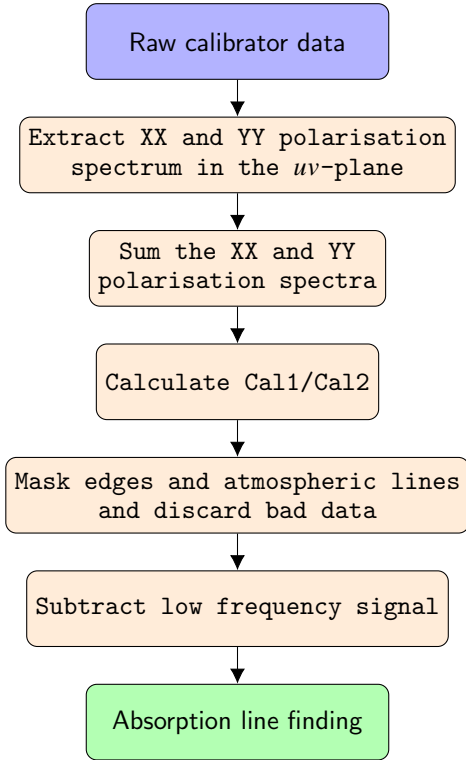 Raw calibrator data
Extract XX and YY polarisation
spectrum in the uv-plane
Sum the XX and YY
polarisation spectra
Calculate Cal1/Cal2
Mask edges and atmospheric lines
and discard bad data
Subtract low frequency signal
Absorption line finding